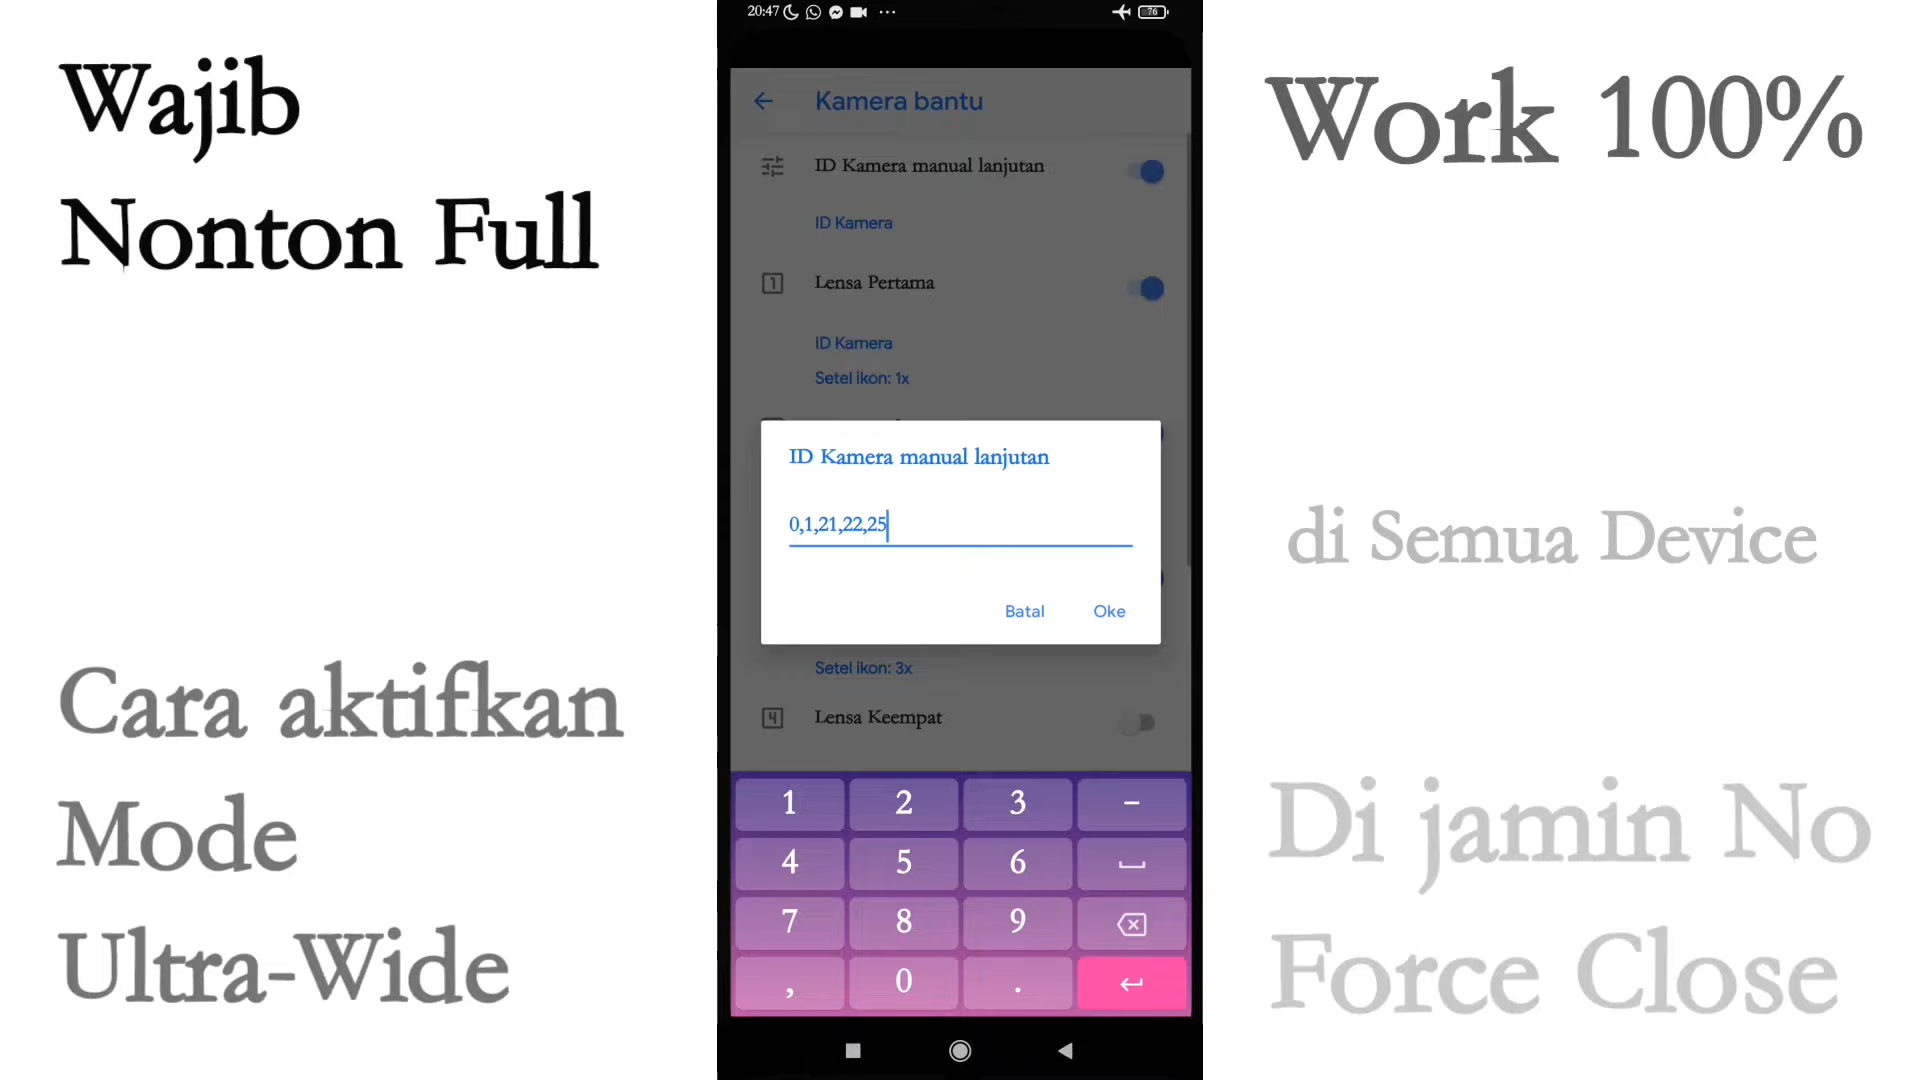 20:47
76
Wajib
Nonton Full
Cara aktifkan
Mode
Ultra-Wide
Kamera bantu
ID Kamera manual lanjutan
ID Kamera
1
Lensa Pertama
ID Kamera
Setel ikon: 1x
ID Kamera manual lanjutan
0,1,21,22,25
Batal
Oke
Setel ikon: 3x
4
Lensa Keempat
1 2 3 -
4 5 6
7 8 9
, 0 .
Work 100%
di Semua Device
Di jamin No
Force Close